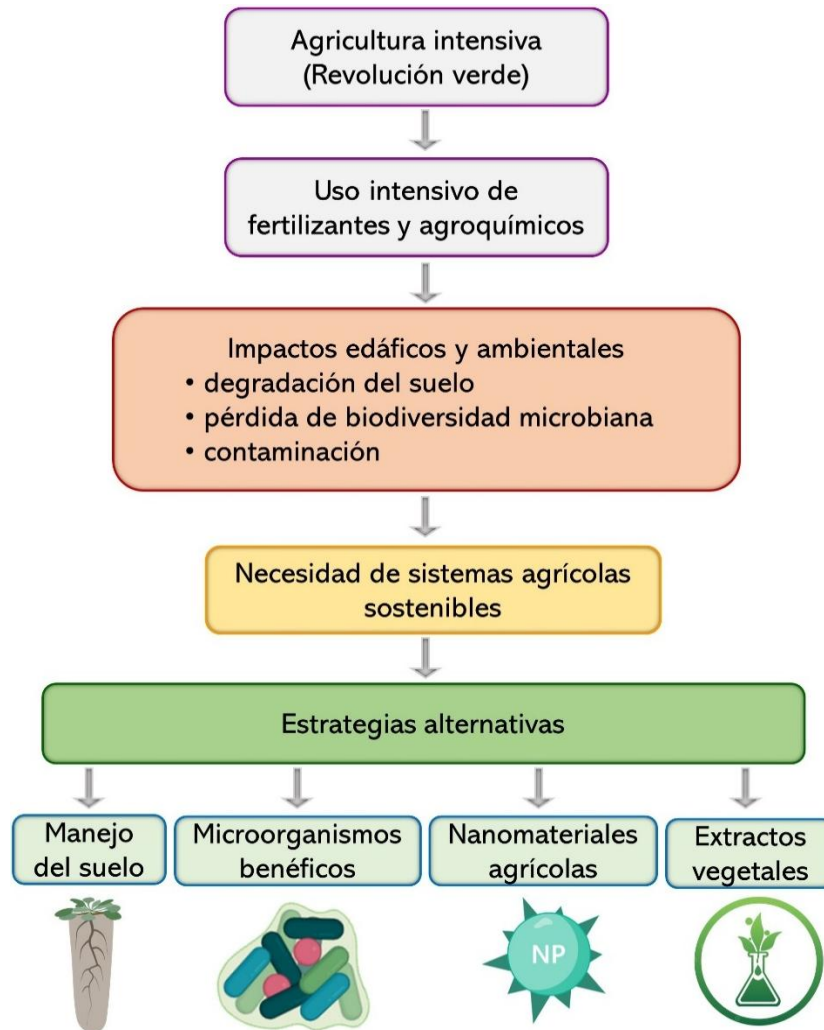 Agricultura intensiva
(Revolución verde)
Uso intensivo de
fertilizantes y agroquímicos
Impactos edáficos y ambientales
• degradación del suelo
• pérdida de biodiversidad microbiana
• contaminación
Necesidad de sistemas agrícolas
sostenibles
Estrategias alternativas
Manejo
del suelo
Microorganismos
benéficos
Nanomateriales
agrícolas
Extractos
vegetales
NP